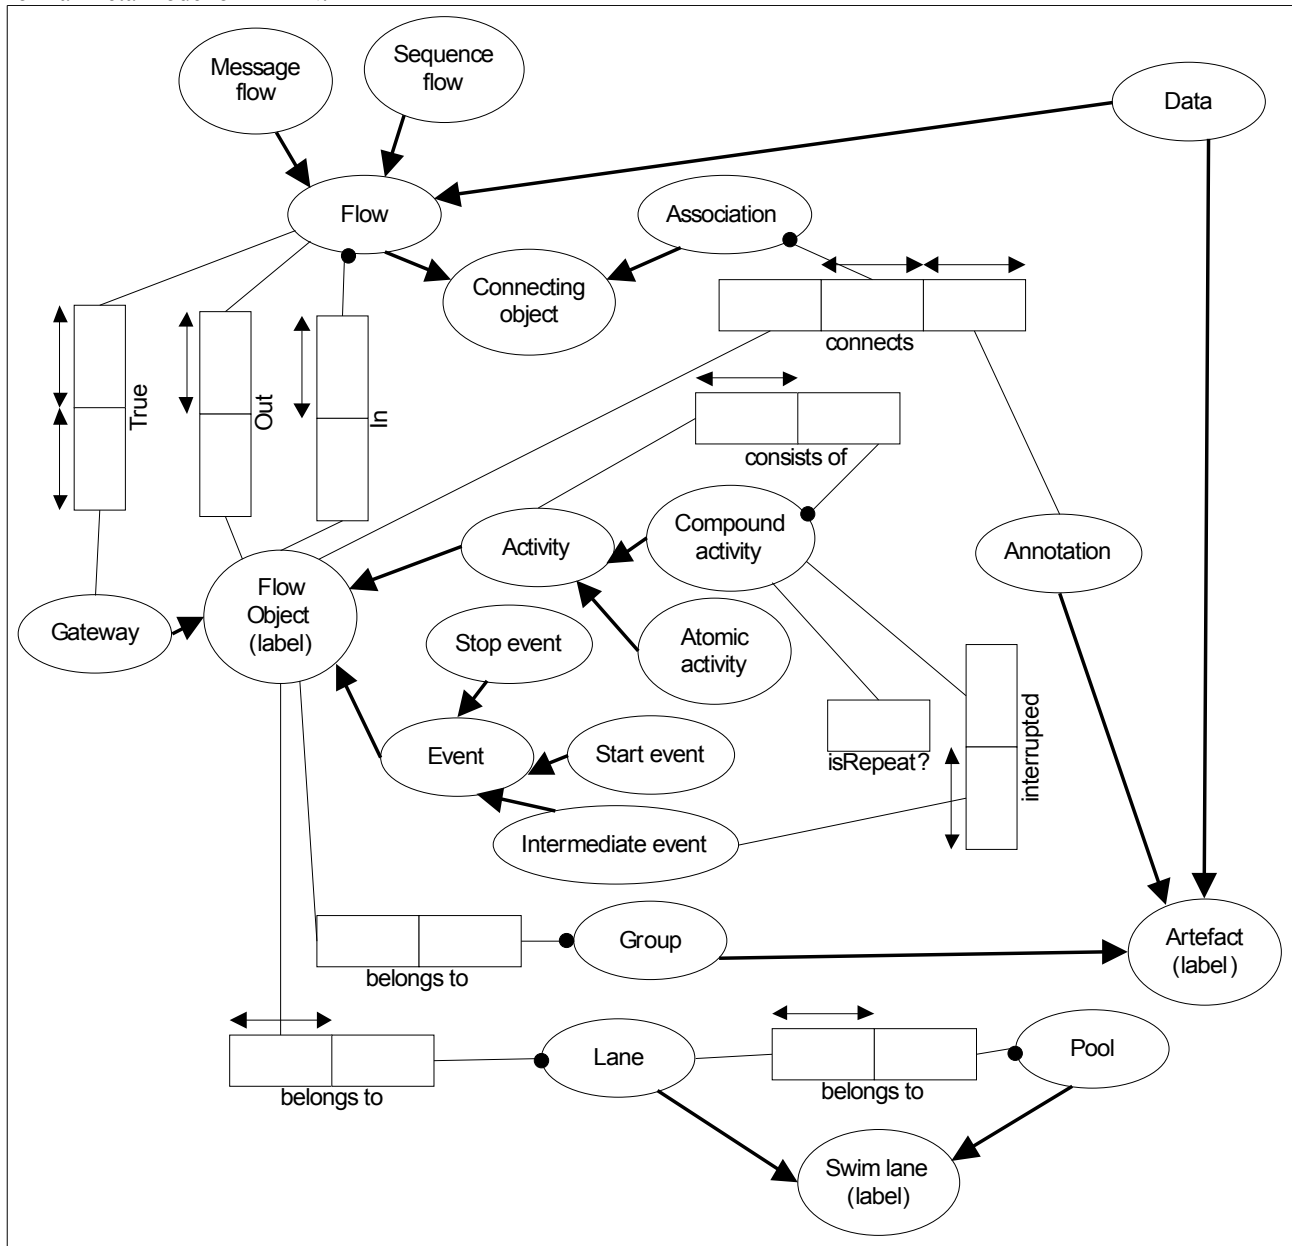 Message
flow
Sequence
flow
Data
Flow
Association
Connecting
object
connects
True
Out
In
consists of
Activity
Compound
activity
Annotation
Flow
Object
(label)
Gateway
Stop event
Atomic
activity
Event
Start event
isRepeat?
interrupted
Intermediate event
Group
Artefact
(label)
belongs to
Lane
Pool
belongs to
belongs to
Swim lane
(label)